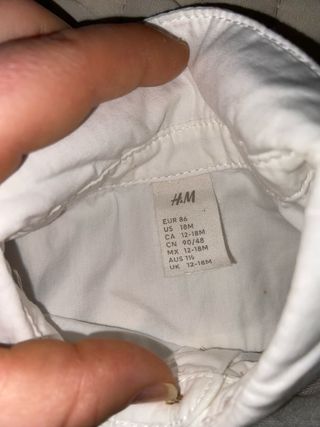 H&M
EUR 86
US 18M
CA 12-18M
CN 90/48
MX 12-18M
AUS 1½
UK 12-18M